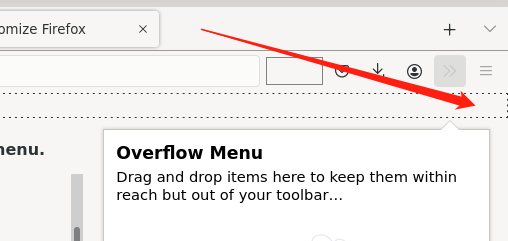 omize Firefox
enu.
Overflow Menu
Drag and drop items here to keep them within
reach but out of your toolbar...